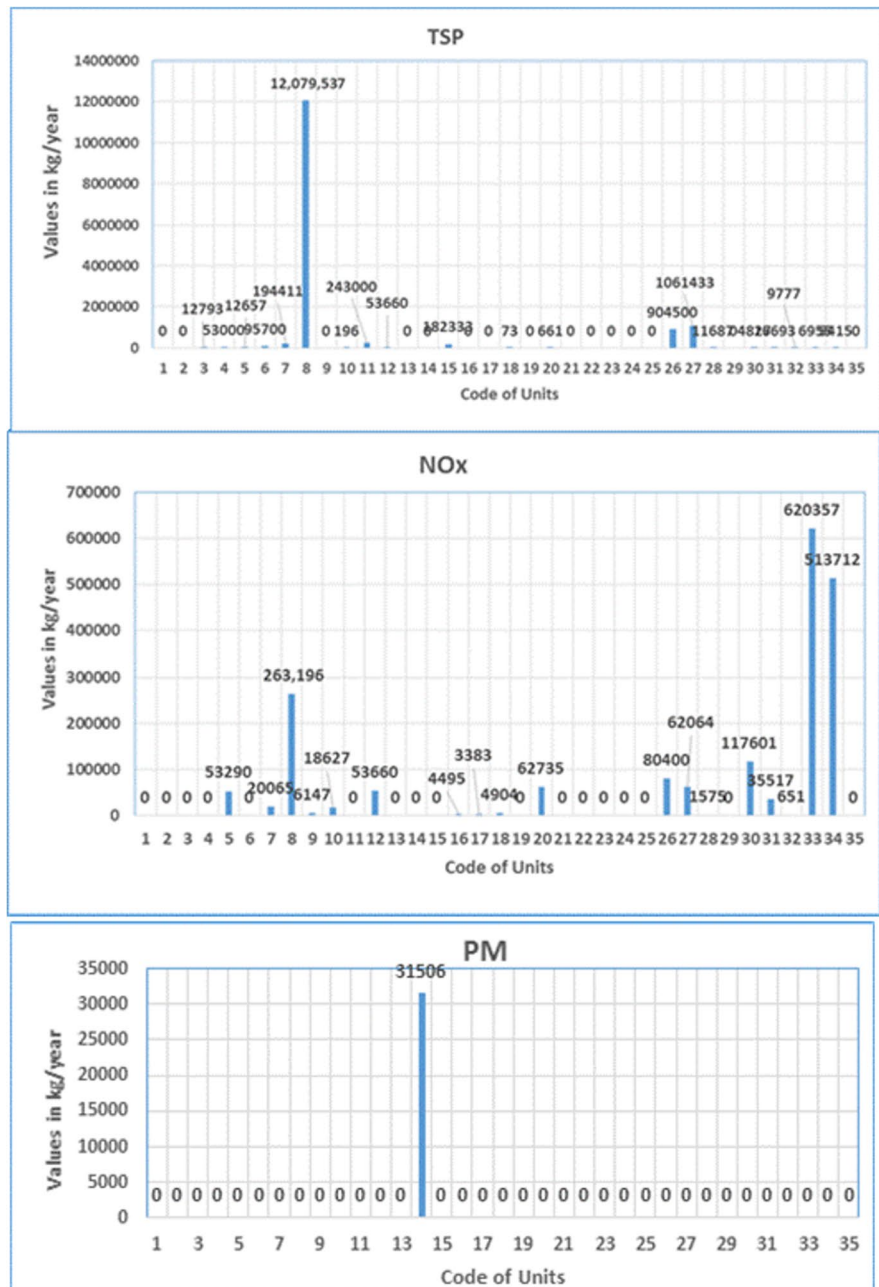 TSP
14000000
12,079,537
12000000
10000000
8000000
6000000
4000000
2000000
0
Values in kg/year
0 0 12793 53000 12657 95700 194411 0 196 243000 53660 0 0 182333 0 0 73 0 661 0 0 0 0 0 904500 1061433 11687 0 9777
1 2 3 4 5 6 7 8 9 10 11 12 13 14 15 16 17 18 19 20 21 22 23 24 25 26 27 28 29 30 31 32 33 34 35
Code of Units
NOx
700000
600000
500000
400000
300000
200000
100000
0
Values in kg/year
0 0 0 0 53290 0 20065 263,196 6147 18627 0 53660 0 0 0 4495 3383 4904 0 62735 0 0 0 0 0 80400 62064 1575 0 117601 35517 651 620357 513712 0
1 2 3 4 5 6 7 8 9 10 11 12 13 14 15 16 17 18 19 20 21 22 23 24 25 26 27 28 29 30 31 32 33 34 35
Code of Units
PM
35000
30000
25000
20000
15000
10000
5000
0
Values in kg/year
31506
0 0 0 0 0 0 0 0 0 0 0 0 0 0 0 0 0 0 0 0 0 0 0 0 0 0 0 0 0 0 0 0 0 0
1 3 5 7 9 11 13 15 17 19 21 23 25 27 29 31 33 35
Code of Units